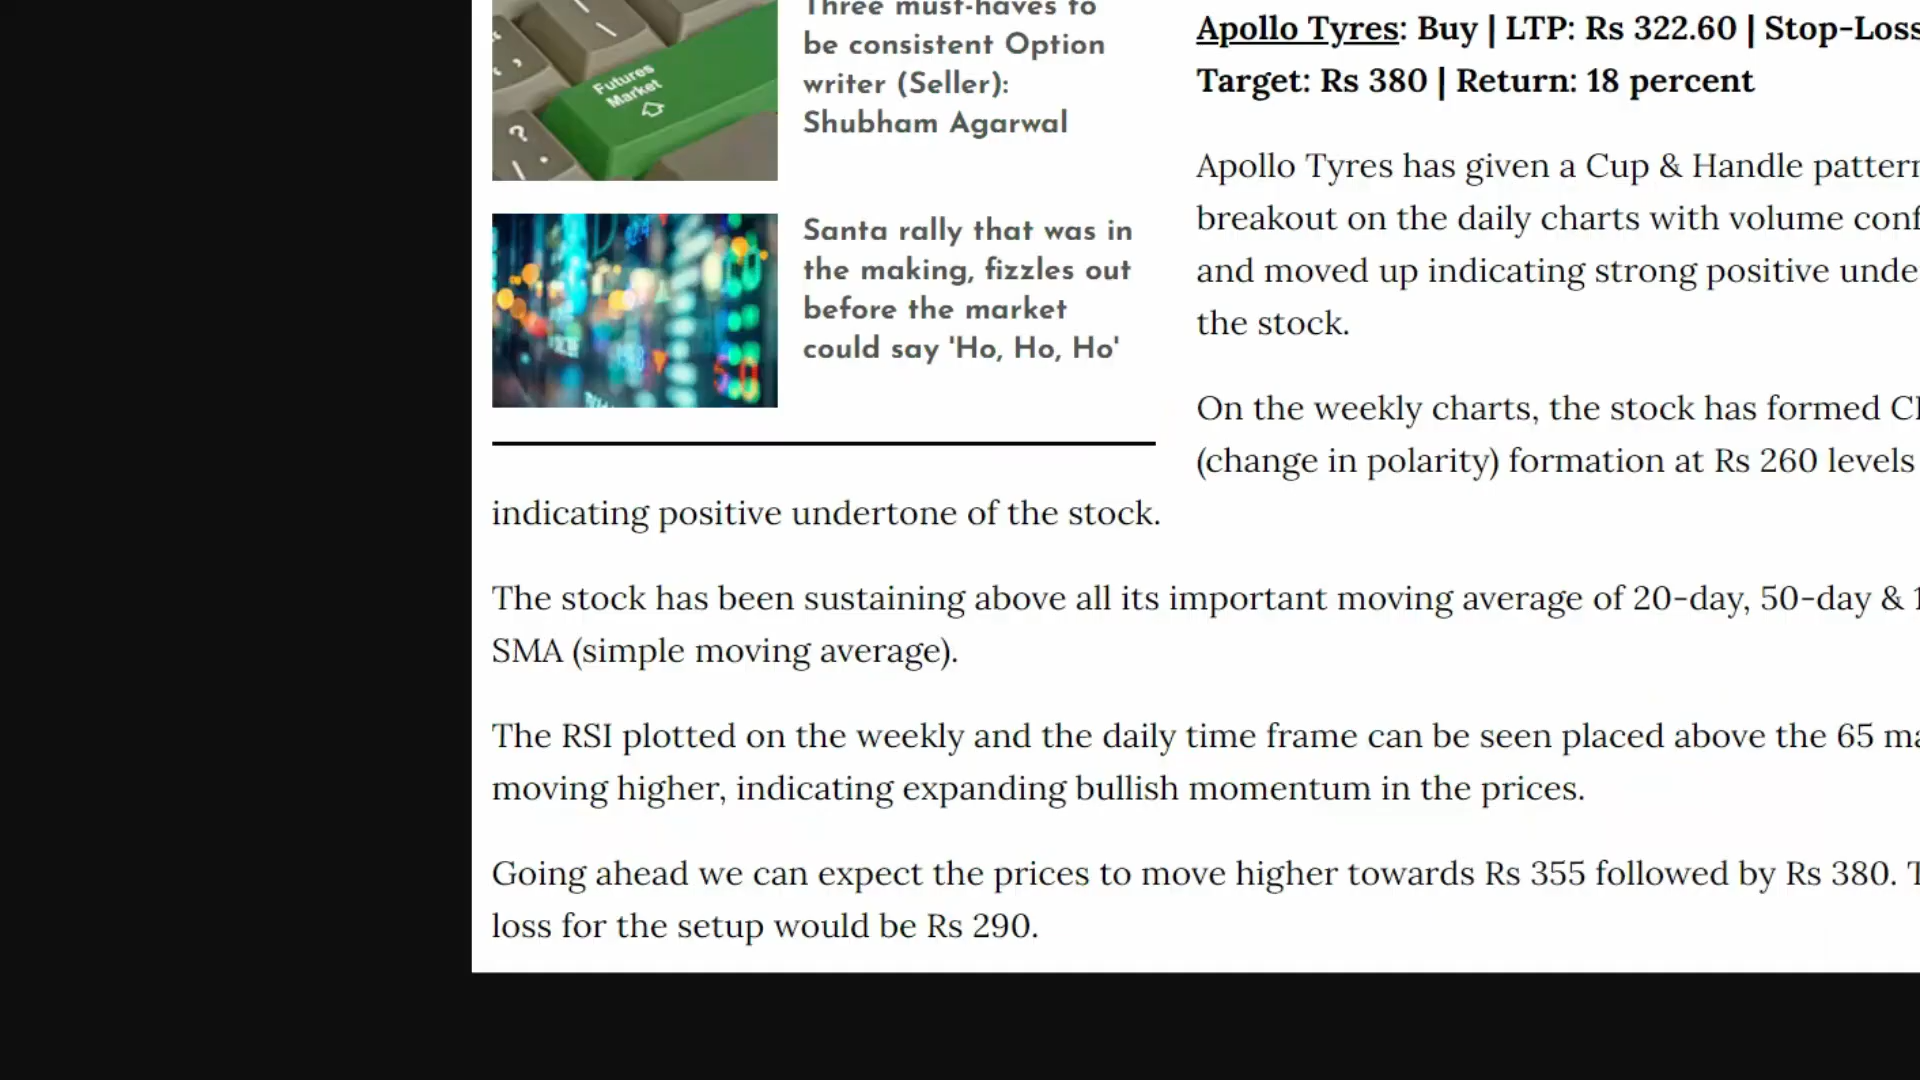 Three must-haves to
be consistent Option
writer (Seller):
Shubham Agarwal
Futures
Market
Santa rally that was in
the making, fizzles out
before the market
could say 'Ho, Ho, Ho'
Apollo Tyres: Buy | LTP: Rs 322.60 | Stop-Loss
Target: Rs 380 | Return: 18 percent
Apollo Tyres has given a Cup & Handle pattern
breakout on the daily charts with volume
and moved up indicating strong positive
the stock.
On the weekly charts, the stock has formed
(change in polarity) formation at Rs 260 levels
indicating positive undertone of the stock.
The stock has been sustaining above all its important moving average of 20-day, 50-day &
SMA (simple moving average).
The RSI plotted on the weekly and the daily time frame can be seen placed above the 65
moving higher, indicating expanding bullish momentum in the prices.
Going ahead we can expect the prices to move higher towards Rs 355 followed by Rs 380.
loss for the setup would be Rs 290.